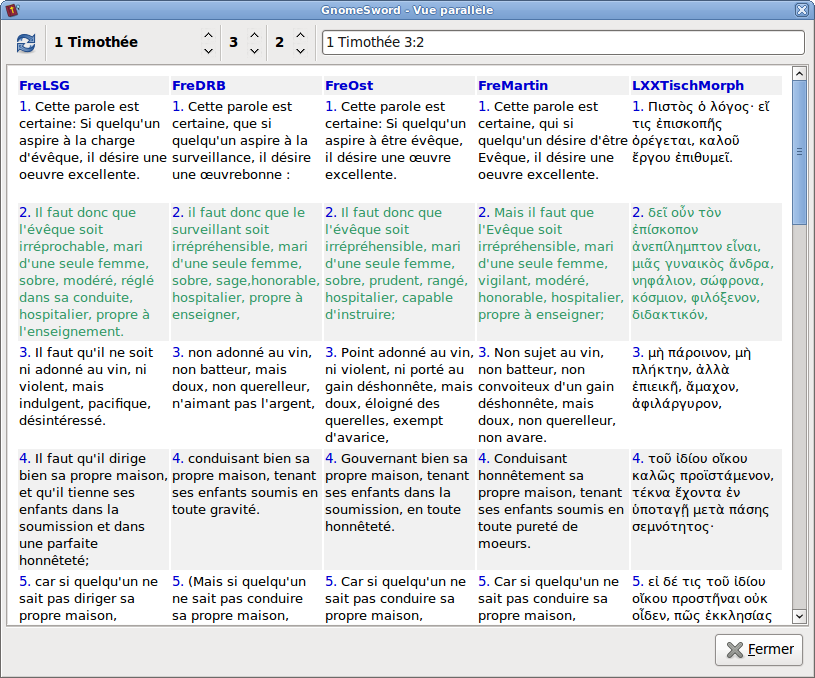 GnomeSword - Vue parallele
1 Timothée 3 2 1 Timothée 3:2
FreLSG
1. Cette parole est
certaine: Si quelqu'un
aspire à la charge
d'évêque, il désire une
oeuvre excellente.
2. Il faut donc que
l'évêque soit
irréprochable, mari
d'une seule femme,
sobre, modéré, réglé
dans sa conduite,
hospitalier, propre à
l'enseignement.
3. Il faut qu'il ne soit
ni adonné au vin, ni
violent, mais
indulgent, pacifique,
désintéressé.
4. Il faut qu'il dirige
bien sa propre maison,
et qu'il tienne ses
enfants dans la
soumission et dans
une parfaite
honnêteté;
5. car si quelqu'un ne
sait pas diriger sa
propre maison,
FreDRB
1. Cette parole est
certaine, que si
quelqu'un aspire à la
surveillance, il désire
une œuvrebonne :
2. il faut donc que le
surveillant soit
irrépréhensible, mari
d'une seule femme,
sobre, sage,honorable,
hospitalier, propre à
enseigner,
3. non adonné au vin,
non batteur, mais
doux, non querelleur,
n'aimant pas l'argent,
4. conduisant bien sa
propre maison, tenant
ses enfants soumis en
toute gravité.
5. (Mais si quelqu'un
ne sait pas conduire
sa propre maison,
FreOst
1. Cette parole est
certaine: Si quelqu'un
aspire à être évêque,
il désire une œuvre
excellente.
2. Il faut donc que
l'évêque soit
irrépréhensible, mari
d'une seule femme,
sobre, prudent, rangé,
hospitalier, capable
d'instruire;
3. Point adonné au vin,
ni violent, ni porté au
gain déshonnête, mais
doux, éloigné des
querelles, exempt
d'avarice,
4. Gouvernant bien sa
propre maison, tenant
ses enfants dans la
soumission, en toute
honnêteté.
5. Car si quelqu'un ne
sait pas conduire sa
propre maison,
FreMartin
1. Cette parole est
certaine, qui si
quelqu'un désire d'être
Evêque, il désire une
oeuvre excellente.
2. Mais il faut que
l'Evêque soit
irrépréhensible, mari
d'une seule femme,
vigilant, modéré,
honorable, hospitalier,
propre à enseigner;
3. Non sujet au vin,
non batteur, non
convoiteux d'un gain
déshonnête, mais
doux, non querelleur,
non avare.
4. Conduisant
honnêtement sa
propre maison, tenant
ses enfants soumis en
toute pureté de
moeurs.
5. Car si quelqu'un ne
sait pas conduire sa
propre maison,
LXXTischMorph
1. Πιστὸς ὁ λόγος· εἴ
τις ἐπισκοπῆς
ὀρέγεται, καλοῦ
ἔργου ἐπιθυμεῖ.
2. δεῖ οὖν τὸν
ἐπίσκοπον
ἀνεπίλημπτον εἶναι,
μιᾶς γυναικὸς ἄνδρα,
νηφάλιον, σώφρονα,
κόσμιον, φιλόξενον,
διδακτικόν,
3. μὴ πάροινον, μὴ
πλήκτην, ἀλλὰ
ἐπιεικῆ, ἄμαχον,
ἀφιλάργυρον,
4. τοῦ ἰδίου οἴκου
καλῶς προϊστάμενον,
τέκνα ἔχοντα ἐν
ὑποταγῇ μετὰ πάσης
σεμνότητος·
5. εἰ δέ τις τοῦ ἰδίου
οἴκου προστῆναι οὐκ
οἶδεν, πῶς ἐκκλησίας
Fermer